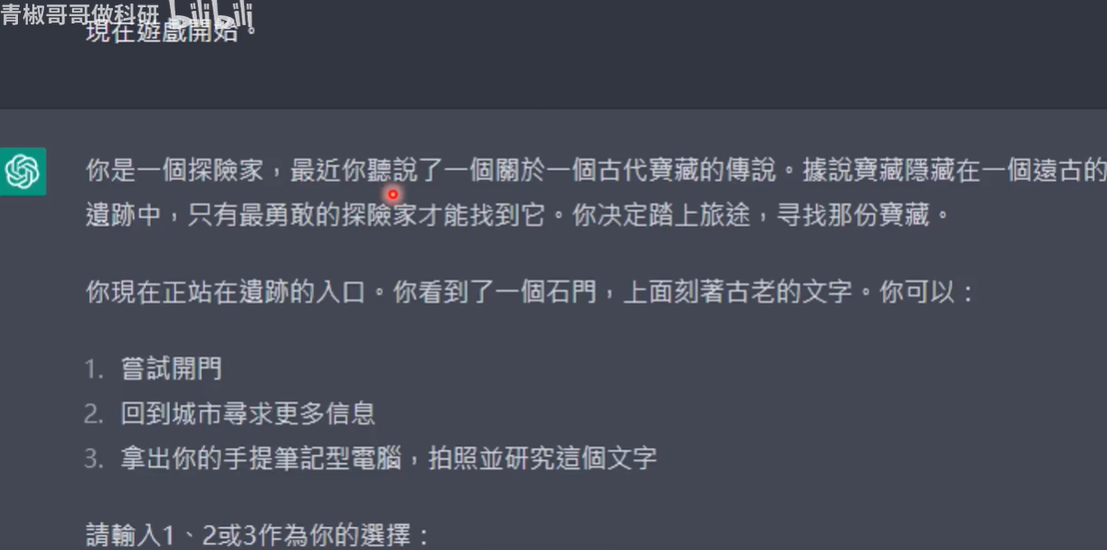 青椒哥哥做科研 bilibili
現在遊戲開始。
你是一個探險家，最近你聽說了一個關於一個古代寶藏的傳說。據說寶藏隱藏在一個遠古的
遺跡中，只有最勇敢的探險家才能找到它。你決定踏上旅途，尋找那份寶藏。
你現在正站在遺跡的入口。你看到了一個石門，上面刻著古老的文字。你可以：
1. 嘗試開門
2. 回到城市尋求更多信息
3. 拿出你的手提筆記型電腦，拍照並研究這個文字
請輸入1、2或3作為你的選擇：